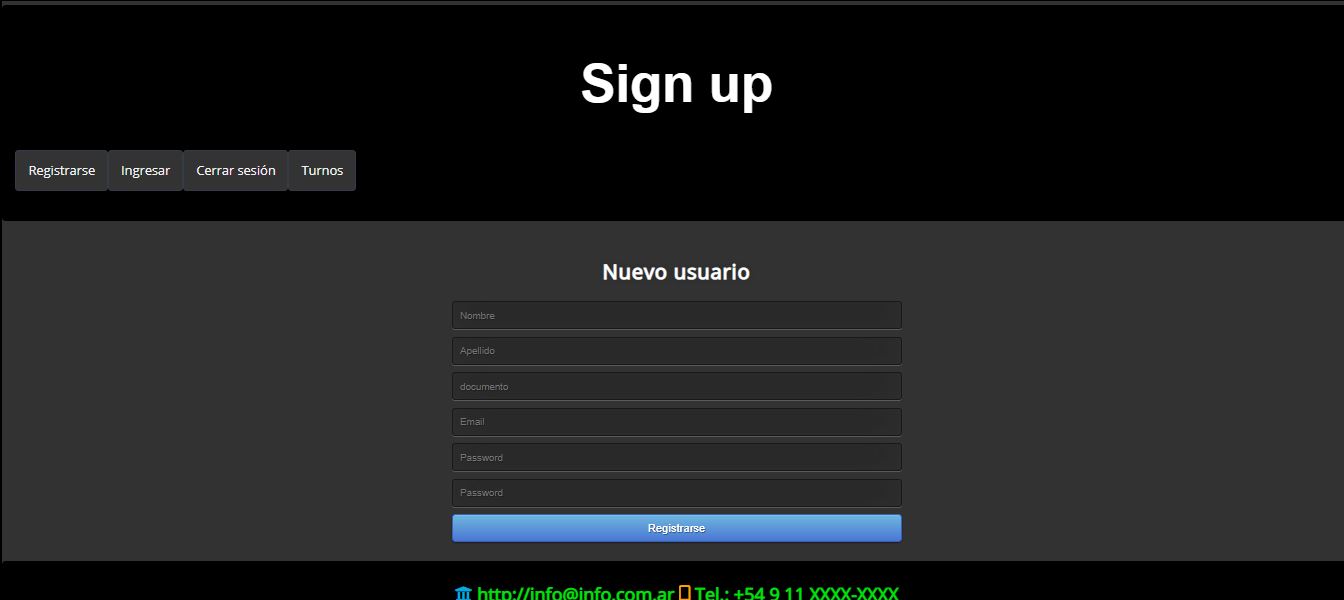 Sign up
Registrarse Ingresar Cerrar sesión Turnos
Nuevo usuario
Nombre
Apellido
documento
Email
Password
Password
Registrarse
http://info@info.com.ar Tel.: +54 9 11 XXXX-XXXX